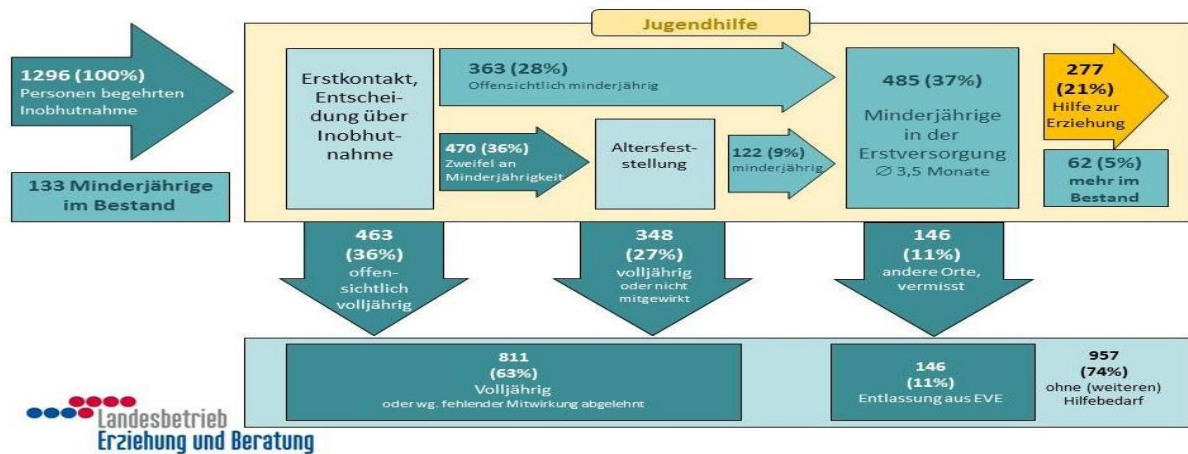 Jugendhilfe
1296 (100%)
Personen begehrten
Inobhutnahme
133 Minderjährige
im Bestand
Erstkontakt,
Entschei-
dung über
Inobhut-
nahme
363 (28%)
Offensichtlich minderjährig
470 (36%)
Zweifel an
Minderjährigkeit
Altersfest-
stellung
122 (9%)
minderjährig
485 (37%)
Minderjährige
in der
Erstversorgung
∅ 3,5 Monate
277
(21%)
Hilfe zur
Erziehung
62 (5%)
mehr im
Bestand
463
(36%)
offen-
sichtlich
volljährig
348
(27%)
volljährig
oder nicht
mitgewirkt
146
(11%)
andere Orte,
vermisst
811
(63%)
Volljährig
oder wg. fehlender Mitwirkung abgelehnt
146
(11%)
Entlassung aus EVE
957
(74%)
ohne (weiteren)
Hilfebedarf
Landesbetrieb
Erziehung und Beratung